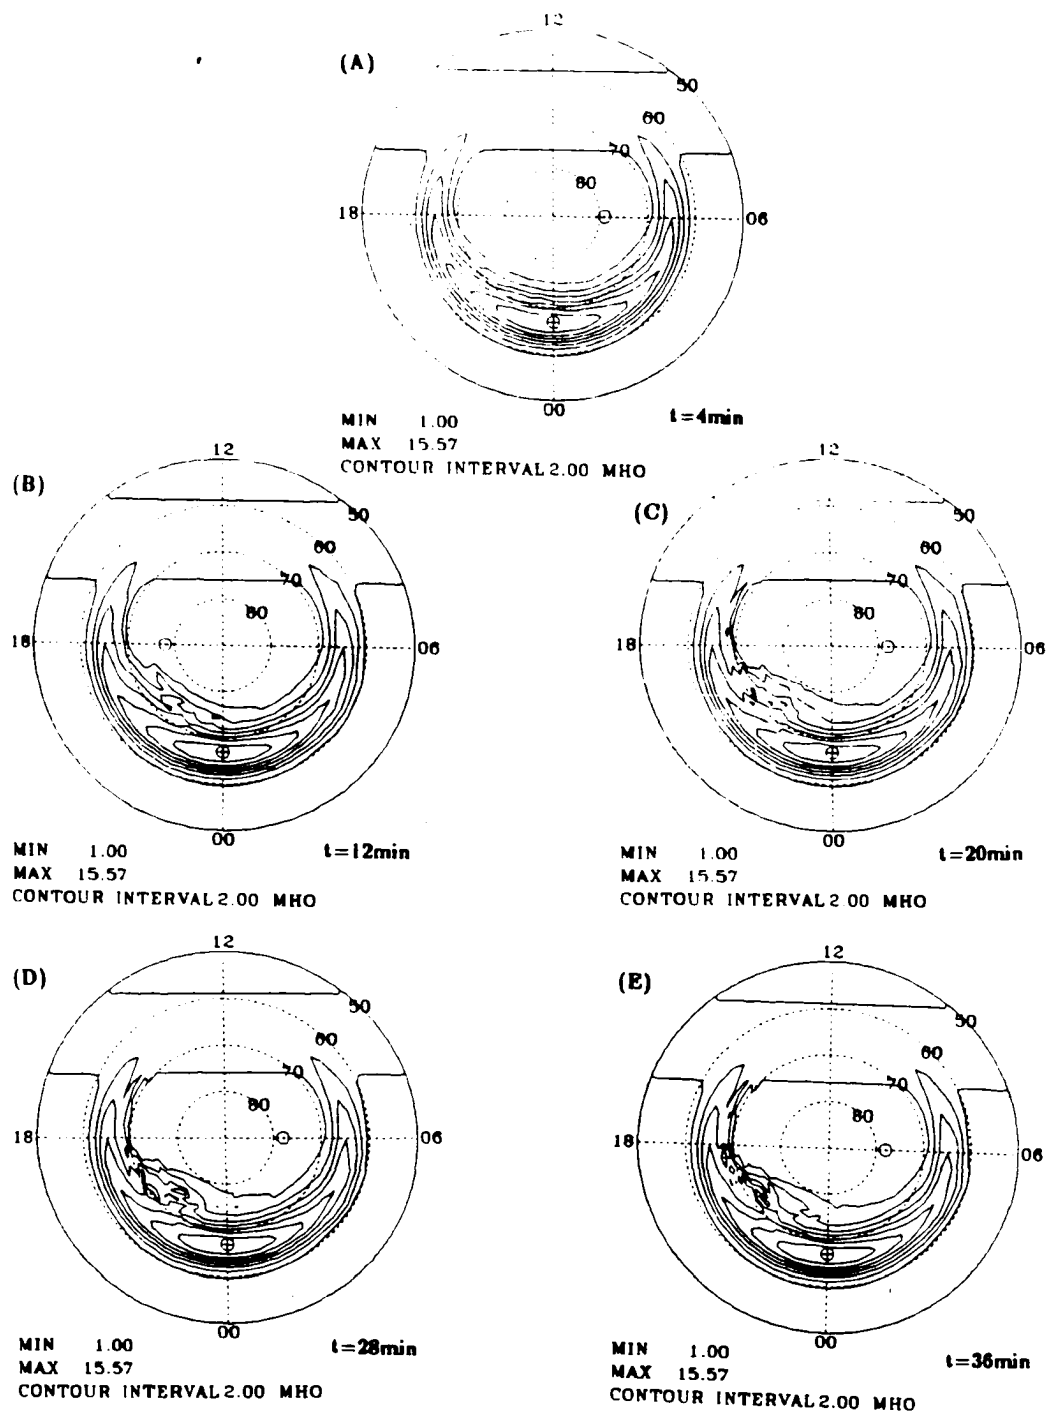 (A)
12
50
60
70
80
18
06
00
t=4min
MIN 1.00
MAX 15.57
CONTOUR INTERVAL 2.00 MHO
(B)
12
50
60
70
80
18
06
00
t=12min
MIN 1.00
MAX 15.57
CONTOUR INTERVAL 2.00 MHO
(C)
12
50
60
70
80
18
06
00
t=20min
MIN 1.00
MAX 15.57
CONTOUR INTERVAL 2.00 MHO
(D)
12
50
60
70
80
18
06
00
t=28min
MIN 1.00
MAX 15.57
CONTOUR INTERVAL 2.00 MHO
(E)
12
50
60
70
80
18
06
00
t=36min
MIN 1.00
MAX 15.57
CONTOUR INTERVAL 2.00 MHO